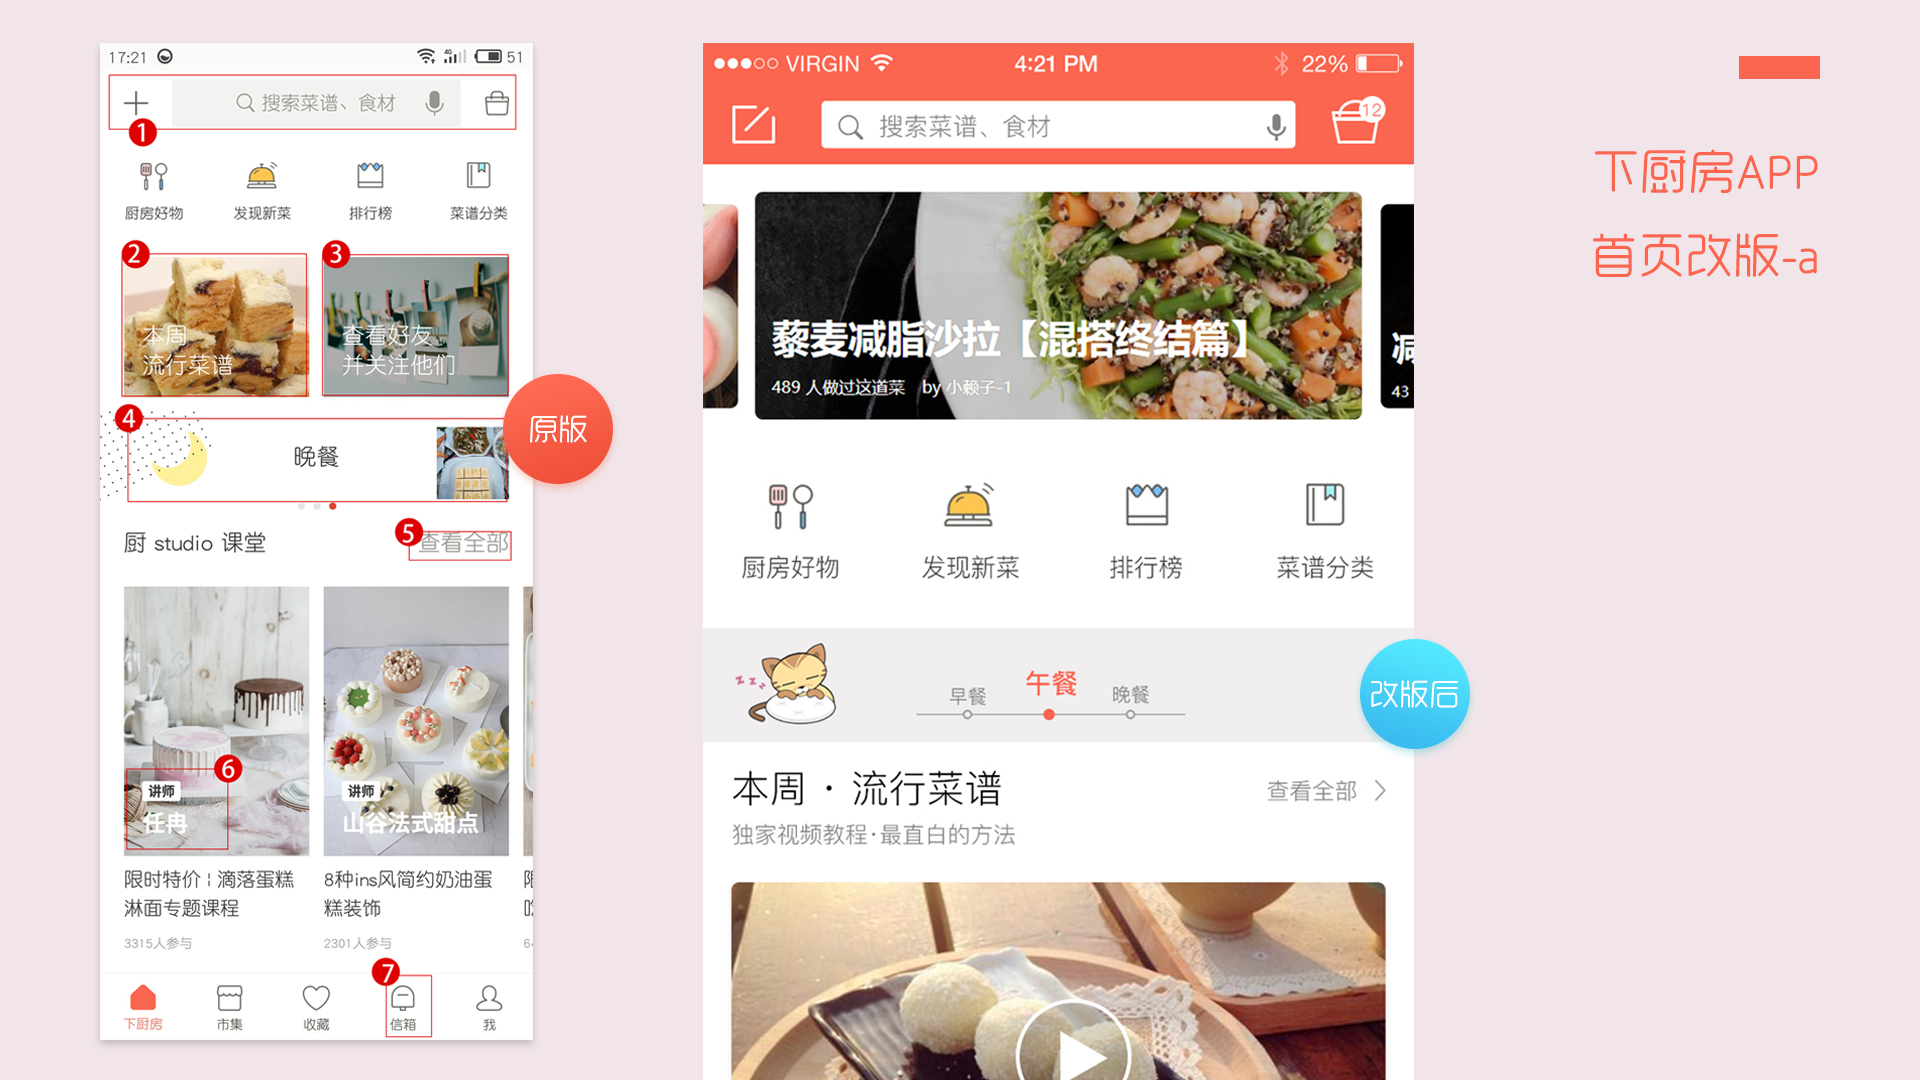 17:21
4G
51
搜索菜谱、食材
1
厨房好物
发现新菜
排行榜
菜谱分类
2
本周
流行菜谱
3
查看好友
并关注他们
4
晚餐
原版
厨 studio 课堂
5
查看全部
6
讲师
任冉
讲师
山谷法式甜点
限时特价 | 滴落蛋糕
淋面专题课程
3315人参与
8种ins风简约奶油蛋
糕装饰
2301人参与
7
下厨房
市集
收藏
信箱
我
VIRGIN
4:21 PM
22%
搜索菜谱、食材
12
藜麦减脂沙拉【混搭终结篇】
489 人做过这道菜 by 小赖子-1
减
43
厨房好物
发现新菜
排行榜
菜谱分类
z z z
早餐
午餐
晚餐
改版后
本周 · 流行菜谱
查看全部
独家视频教程·最直白的方法
下厨房APP
首页改版-a